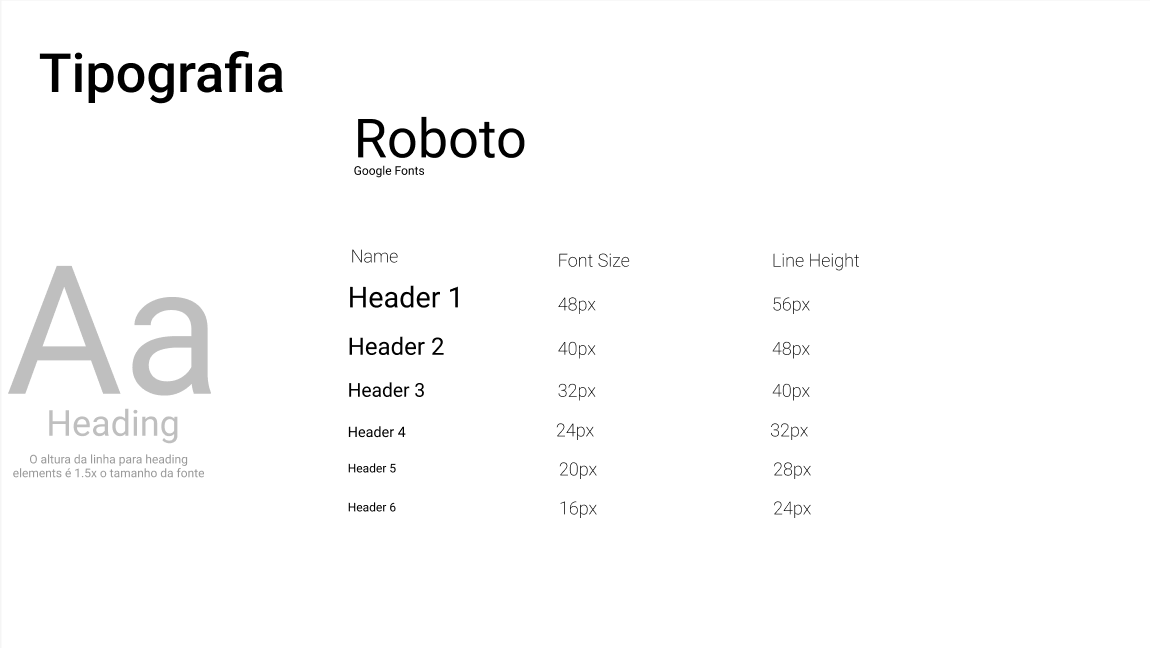 Tipografia
Roboto
Google Fonts
Name Font Size Line Height
Header 1 48px 56px
Header 2 40px 48px
Header 3 32px 40px
Header 4 24px 32px
Header 5 20px 28px
Header 6 16px 24px
Aa
Heading
O altura da linha para heading
elements é 1.5x o tamanho da fonte